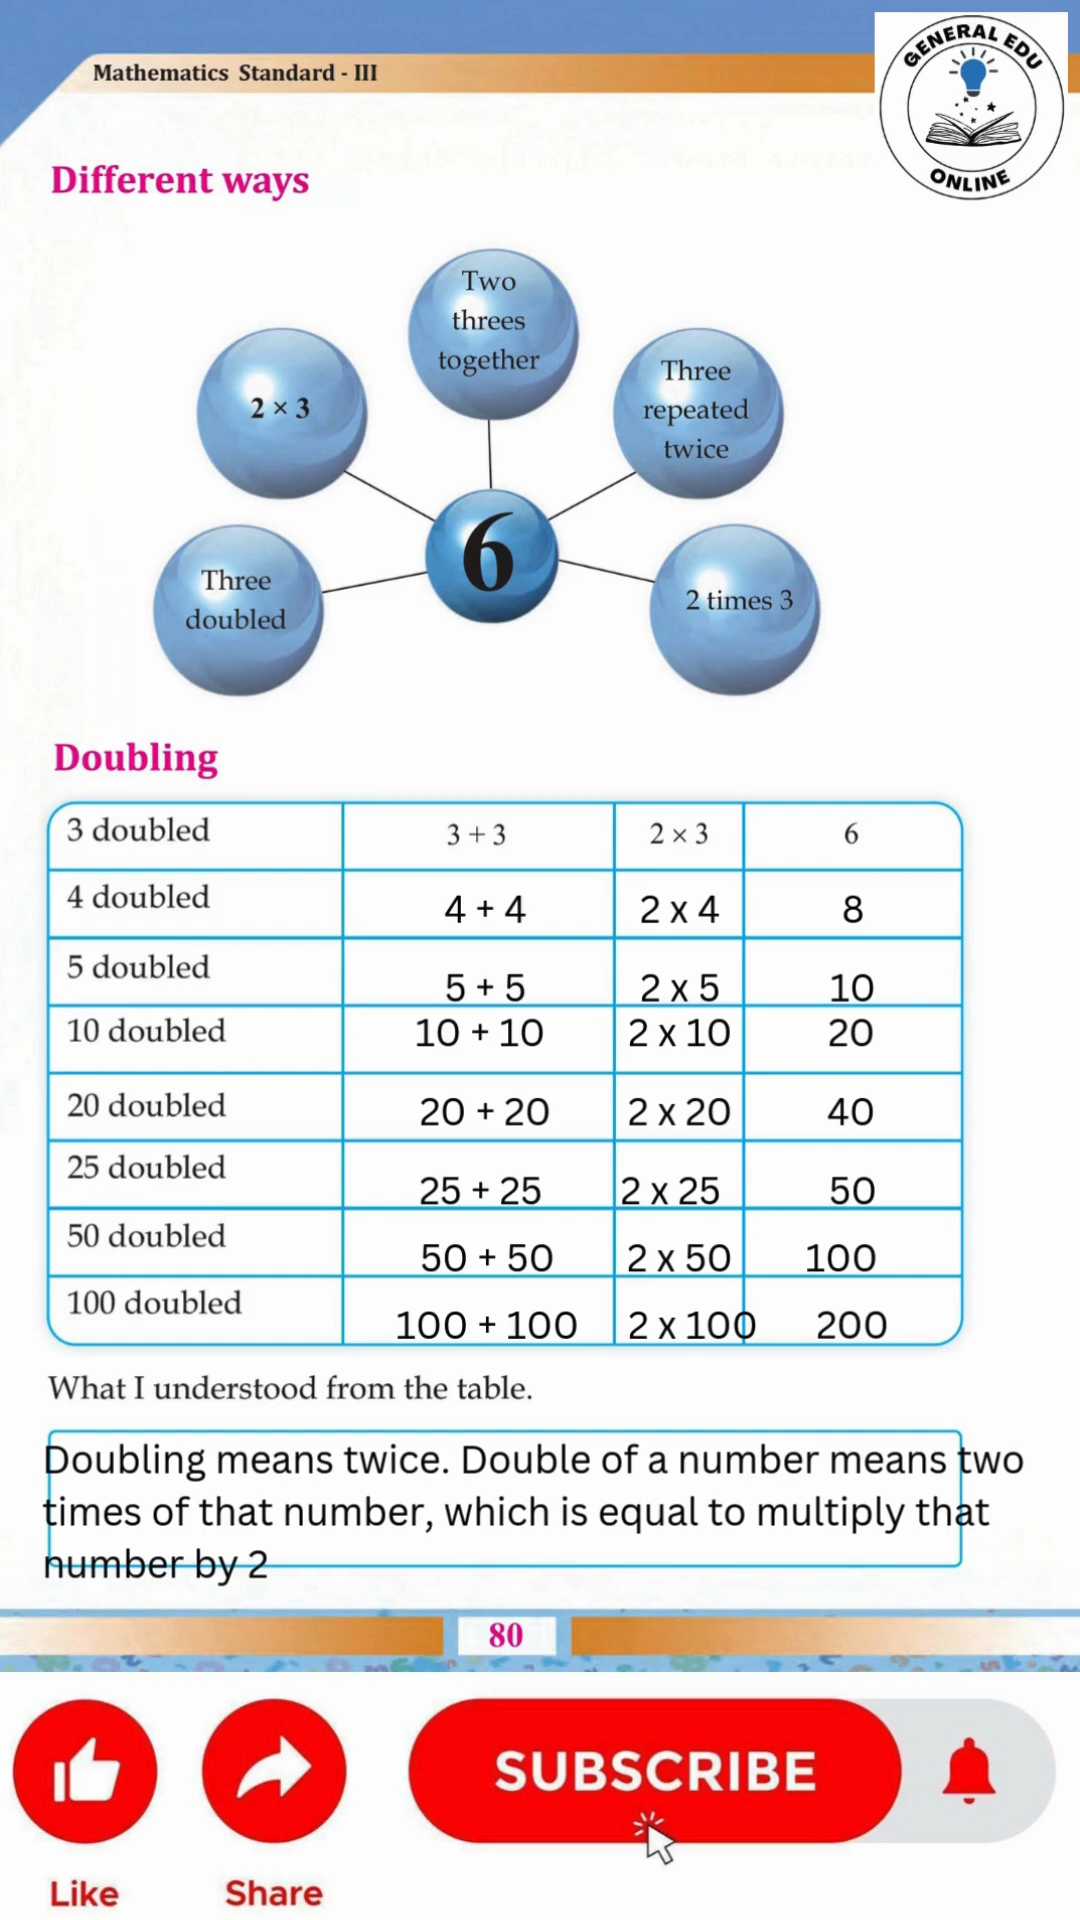 Mathematics Standard - III
GENERAL EDU
ONLINE
Different ways
Two
threes
together
2 × 3
Three
repeated
twice
6
Three
doubled
2 times 3
Doubling
3 doubled 3 + 3 2 × 3 6
4 doubled 4 + 4 2 x 4 8
5 doubled 5 + 5 2 x 5 10
10 doubled 10 + 10 2 x 10 20
20 doubled 20 + 20 2 x 20 40
25 doubled 25 + 25 2 x 25 50
50 doubled 50 + 50 2 x 50 100
100 doubled 100 + 100 2 x 100 200
What I understood from the table.
Doubling means twice. Double of a number means two
times of that number, which is equal to multiply that
number by 2
80
SUBSCRIBE
Like Share